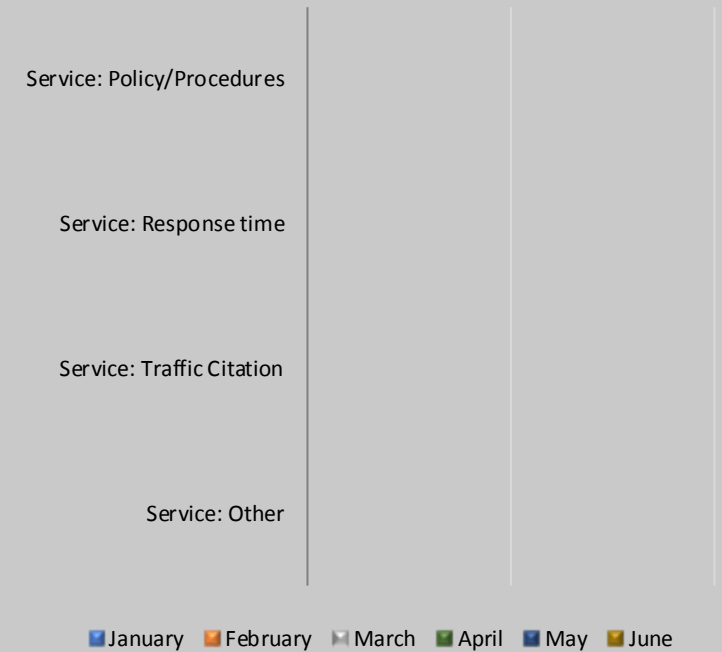 Service: Policy/Procedures
Service: Response time
Service: Traffic Citation
Service: Other
January February March April May June